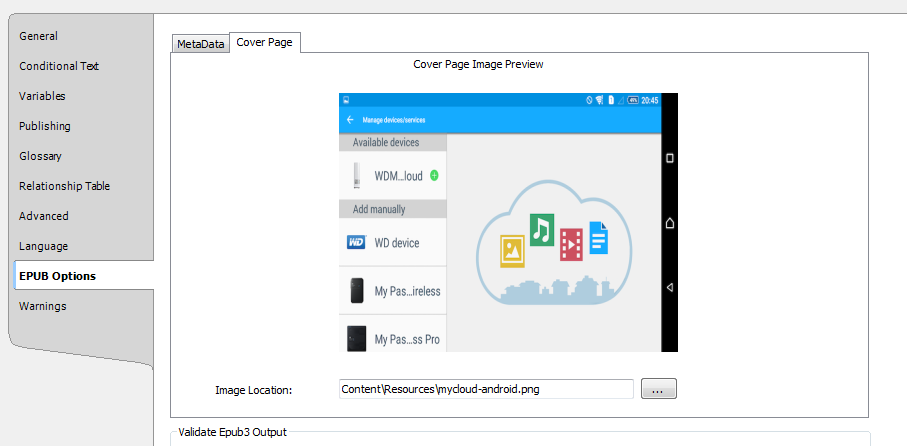 General
Conditional Text
Variables
Publishing
Glossary
Relationship Table
Advanced
Language
EPUB Options
Warnings
MetaData
Cover Page
Cover Page Image Preview
20:45
Manage devices/services
Available devices
WDM...loud
Add manually
WD WD device
My Pas...ireless
My Pas...ss Pro
Image Location:
Content\Resources\mycloud-android.png
...
Validate Epub3 Output